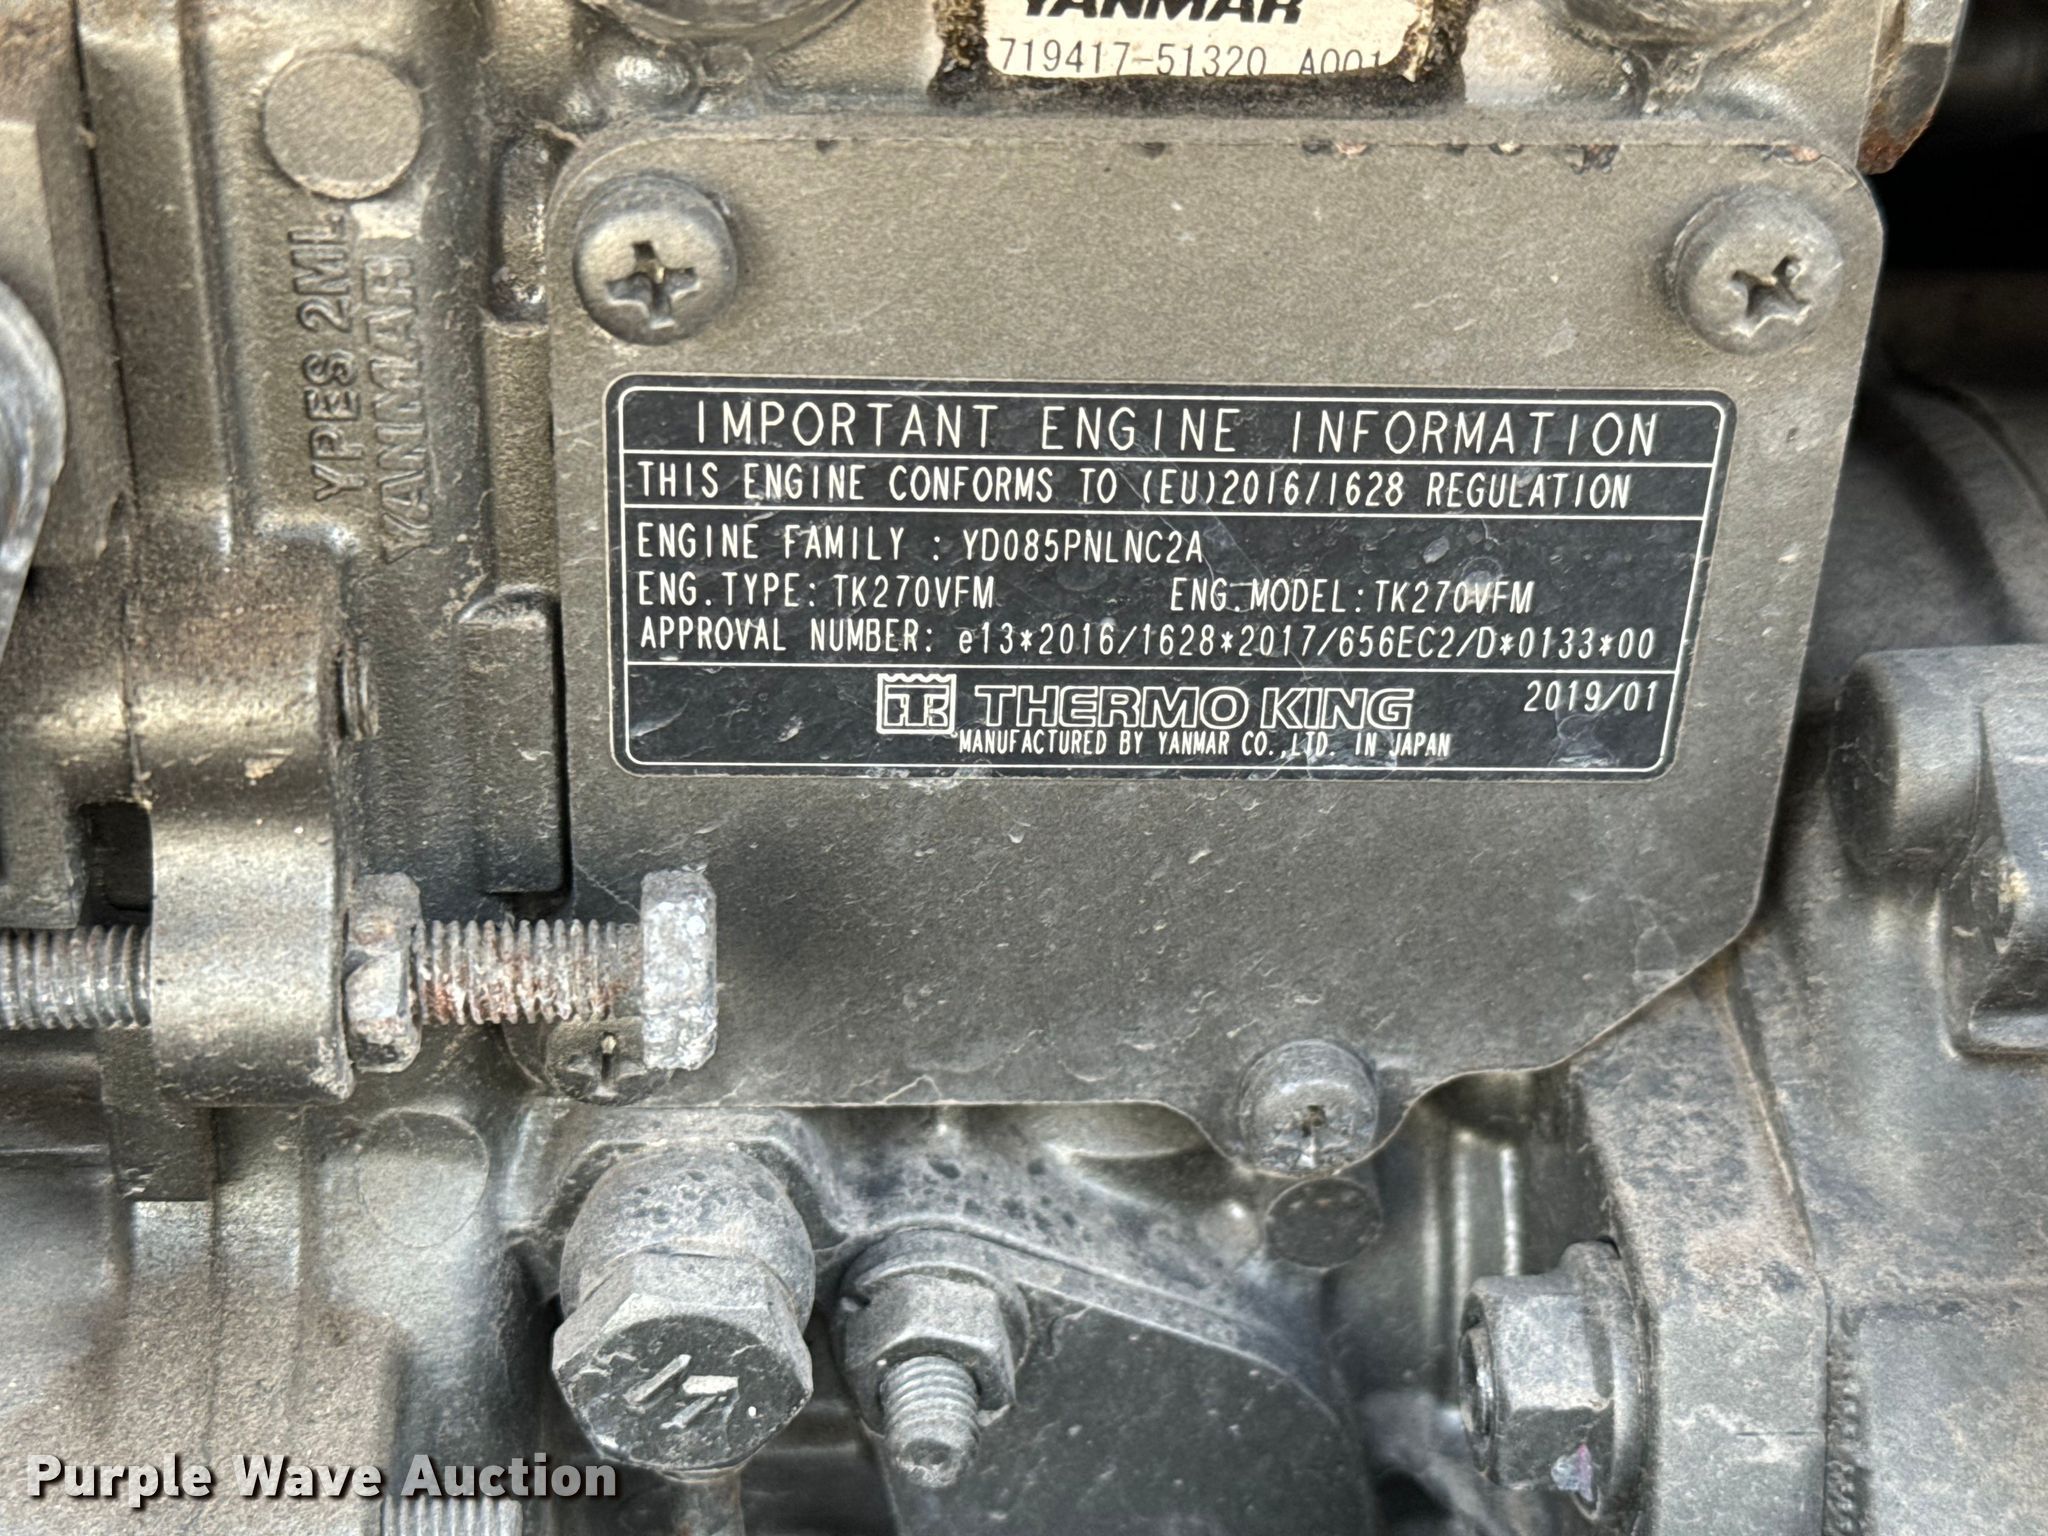 YANMAR
719417-51320 A001
YPES 2ML
YANMAR
IMPORTANT ENGINE INFORMATION
THIS ENGINE CONFORMS TO (EU)2016/1628 REGULATION
ENGINE FAMILY : YD085PNLNC2A
ENG.TYPE: TK270VFM ENG.MODEL: TK270VFM
APPROVAL NUMBER: e13*2016/1628*2017/656EC2/D*0133*00
THERMO KING 2019/01
MANUFACTURED BY YANMAR CO.,LTD. IN JAPAN
17
Purple Wave Auction